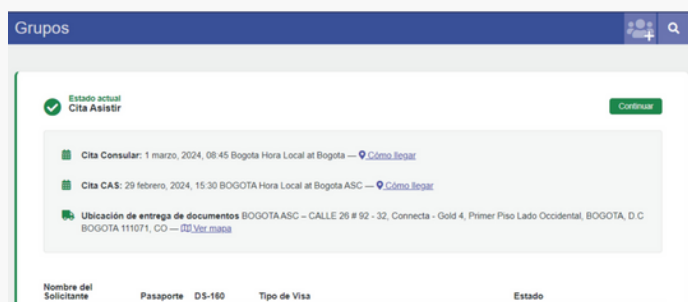 Grupos
Estado actual
Cita Asistir
Continuar
Cita Consular: 1 marzo, 2024, 08:45 Bogota Hora Local at Bogota — Cómo llegar
Cita CAS: 29 febrero, 2024, 15:30 BOGOTA Hora Local at Bogota ASC — Cómo llegar
Ubicación de entrega de documentos BOGOTA ASC – CALLE 26 # 92 - 32, Connecta - Gold 4, Primer Piso Lado Occidental, BOGOTA, D.C
BOGOTA 111071, CO — Ver mapa
Nombre del
Solicitante Pasaporte DS-160 Tipo de Visa Estado